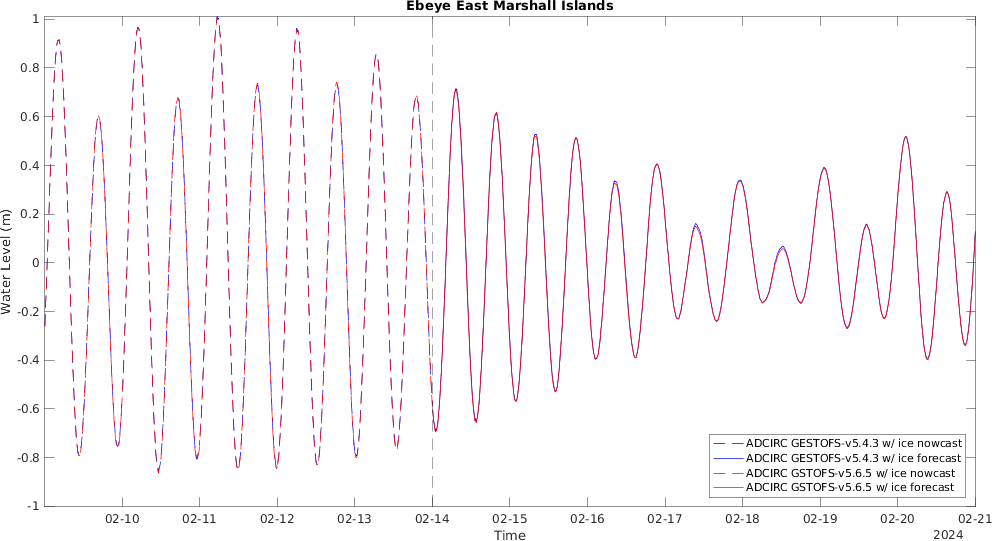 Ebeye East Marshall Islands
1
0.8
0.6
0.4
0.2
0
-0.2
-0.4
-0.6
-0.8
-1
Water Level (m)
ADCIRC GESTOFS-v5.4.3 w/ ice nowcast
ADCIRC GESTOFS-v5.4.3 w/ ice forecast
ADCIRC GSTOFS-v5.6.5 w/ ice nowcast
ADCIRC GSTOFS-v5.6.5 w/ ice forecast
02-10 02-11 02-12 02-13 02-14 02-15 02-16 02-17 02-18 02-19 02-20 02-21
Time
2024